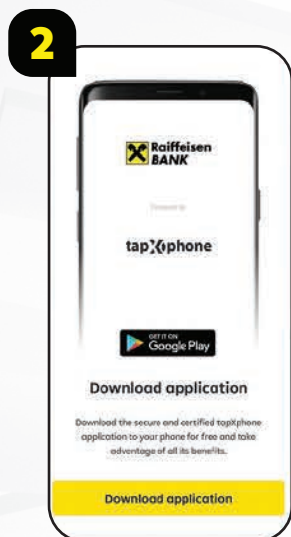 2
Raiffeisen
BANK
tapXphone
GET IT ON
Google Play
Download application
Download the secure and certified tapXphone
application to your phone for free and take
advantage of all its benefits.
Download application